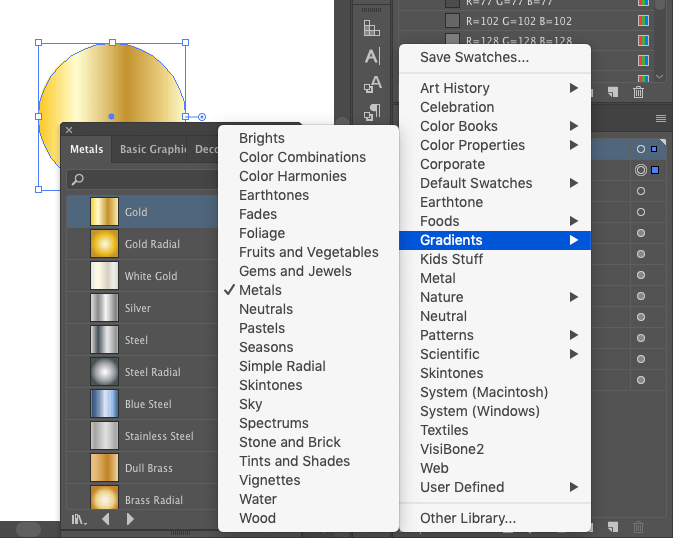 R=77 G=77 B=77
R=102 G=102 B=102
R=128 G=128 B=128
Save Swatches...
Art History
Celebration
Color Books
Color Properties
Corporate
Default Swatches
Earthtone
Foods
Gradients
Kids Stuff
Metal
Nature
Neutral
Patterns
Scientific
Skintones
System (Macintosh)
System (Windows)
Textiles
VisiBone2
Web
User Defined
Other Library...
Brights
Color Combinations
Color Harmonies
Earthtones
Fades
Foliage
Fruits and Vegetables
Gems and Jewels
Metals
Neutrals
Pastels
Seasons
Simple Radial
Skintones
Sky
Spectrums
Stone and Brick
Tints and Shades
Vignettes
Water
Wood
Metals Basic Graphi Deco
Gold
Gold Radial
White Gold
Silver
Steel
Steel Radial
Blue Steel
Stainless Steel
Dull Brass
Brass Radial